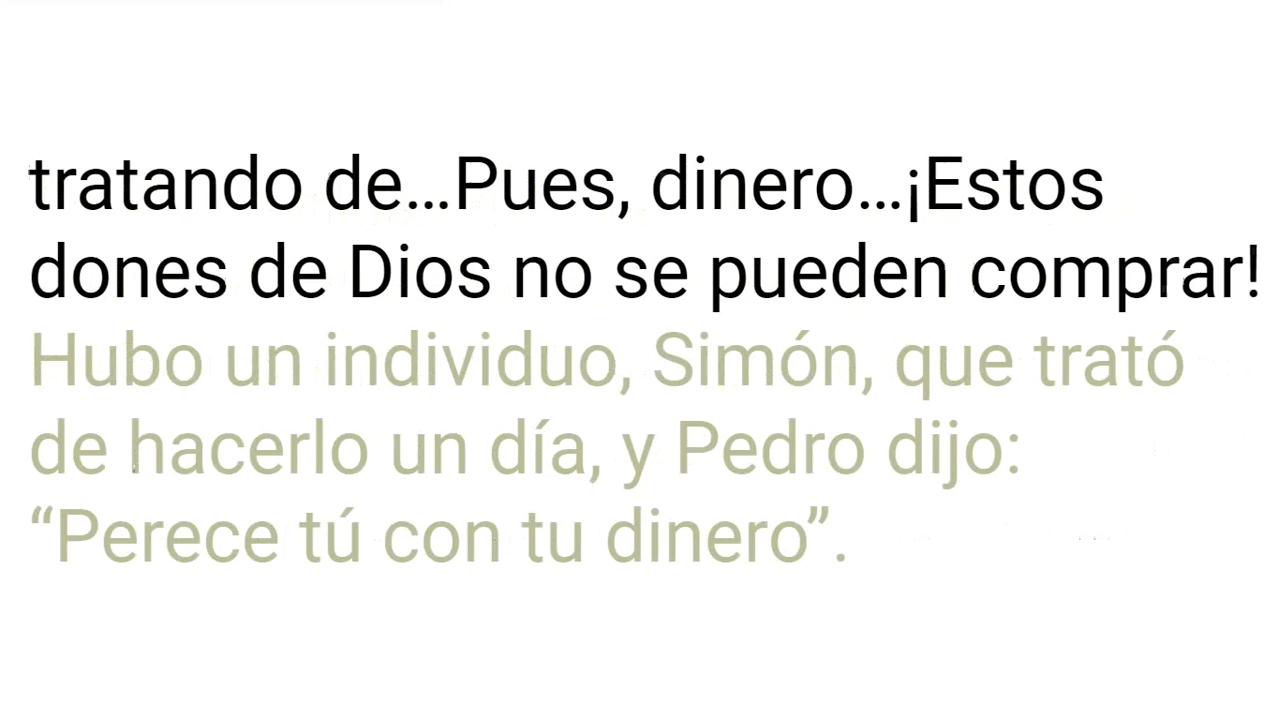 tratando de...Pues, dinero...¡Estos
dones de Dios no se pueden comprar!
Hubo un individuo, Simón, que trató
de hacerlo un día, y Pedro dijo:
“Perece tú con tu dinero”.